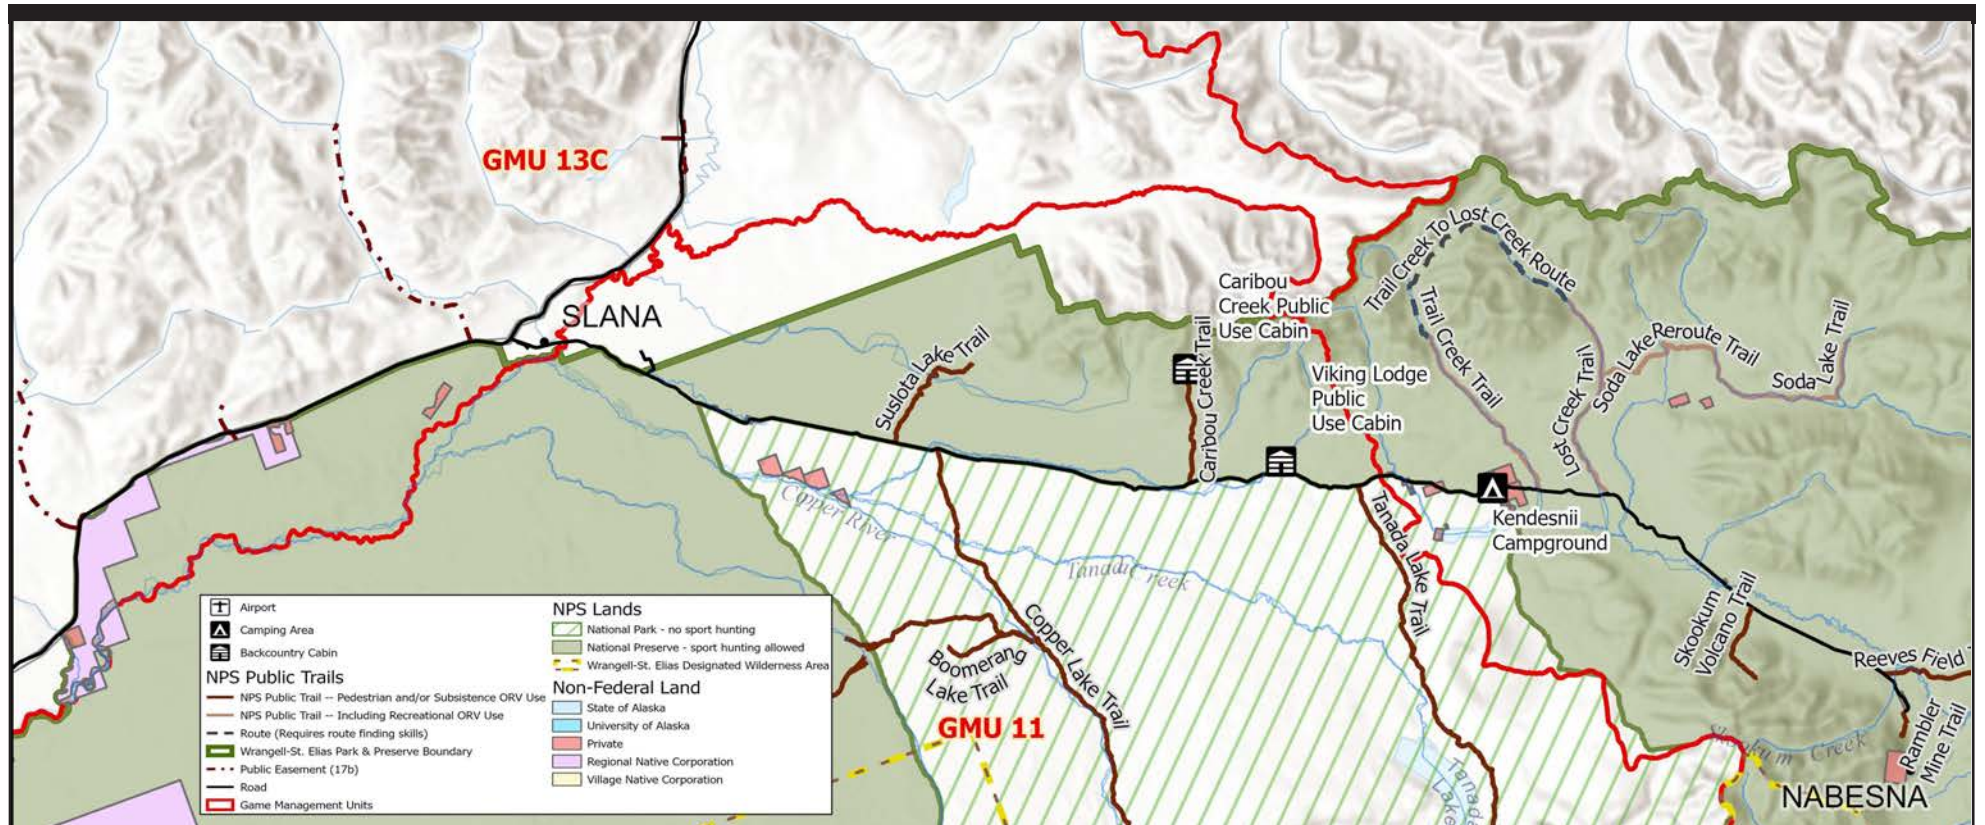 GMU 13C
SLANA
Suslota Lake Trail
Caribou Creek Trail
Caribou
Creek Public
Use Cabin
Viking Lodge
Public
Use Cabin
Trail Creek To Lost Creek Route
Trail Creek Trail
Lost Creek Trail
Soda Lake Reroute Trail
Soda Lake Trail
Kendesnii
Campground
Copper River
Tanada Creek
Tanada Lake Trail
Copper Lake Trail
Boomerang
Lake Trail
GMU 11
Tanada
Lake
Skookum
Volcano Trail
Reeves Field
Rambler
Mine Trail
Skookum Creek
NABESNA
Airport
Camping Area
Backcountry Cabin
NPS Public Trails
NPS Public Trail -- Pedestrian and/or Subsistence ORV Use
NPS Public Trail -- Including Recreational ORV Use
Route (Requires route finding skills)
Wrangell-St. Elias Park & Preserve Boundary
Public Easement (17b)
Road
Game Management Units
NPS Lands
National Park - no sport hunting
National Preserve - sport hunting allowed
Wrangell-St. Elias Designated Wilderness Area
Non-Federal Land
State of Alaska
University of Alaska
Private
Regional Native Corporation
Village Native Corporation